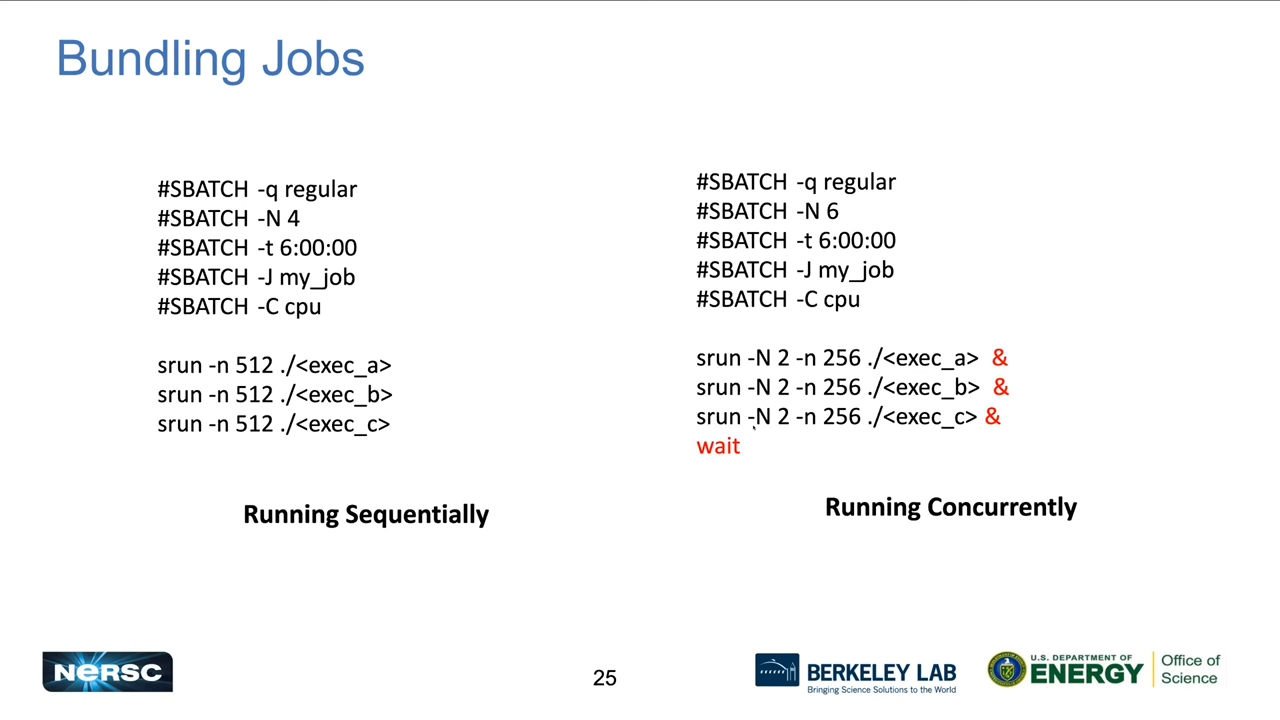 Bundling Jobs
#SBATCH -q regular
#SBATCH -N 4
#SBATCH -t 6:00:00
#SBATCH -J my_job
#SBATCH -C cpu
srun -n 512 ./<exec_a>
srun -n 512 ./<exec_b>
srun -n 512 ./<exec_c>
Running Sequentially
#SBATCH -q regular
#SBATCH -N 6
#SBATCH -t 6:00:00
#SBATCH -J my_job
#SBATCH -C cpu
srun -N 2 -n 256 ./<exec_a> &
srun -N 2 -n 256 ./<exec_b> &
srun -N 2 -n 256 ./<exec_c> &
wait
Running Concurrently
NERSC
25
BERKELEY LAB
Bringing Science Solutions to the World
U.S. DEPARTMENT OF
ENERGY
Office of
Science